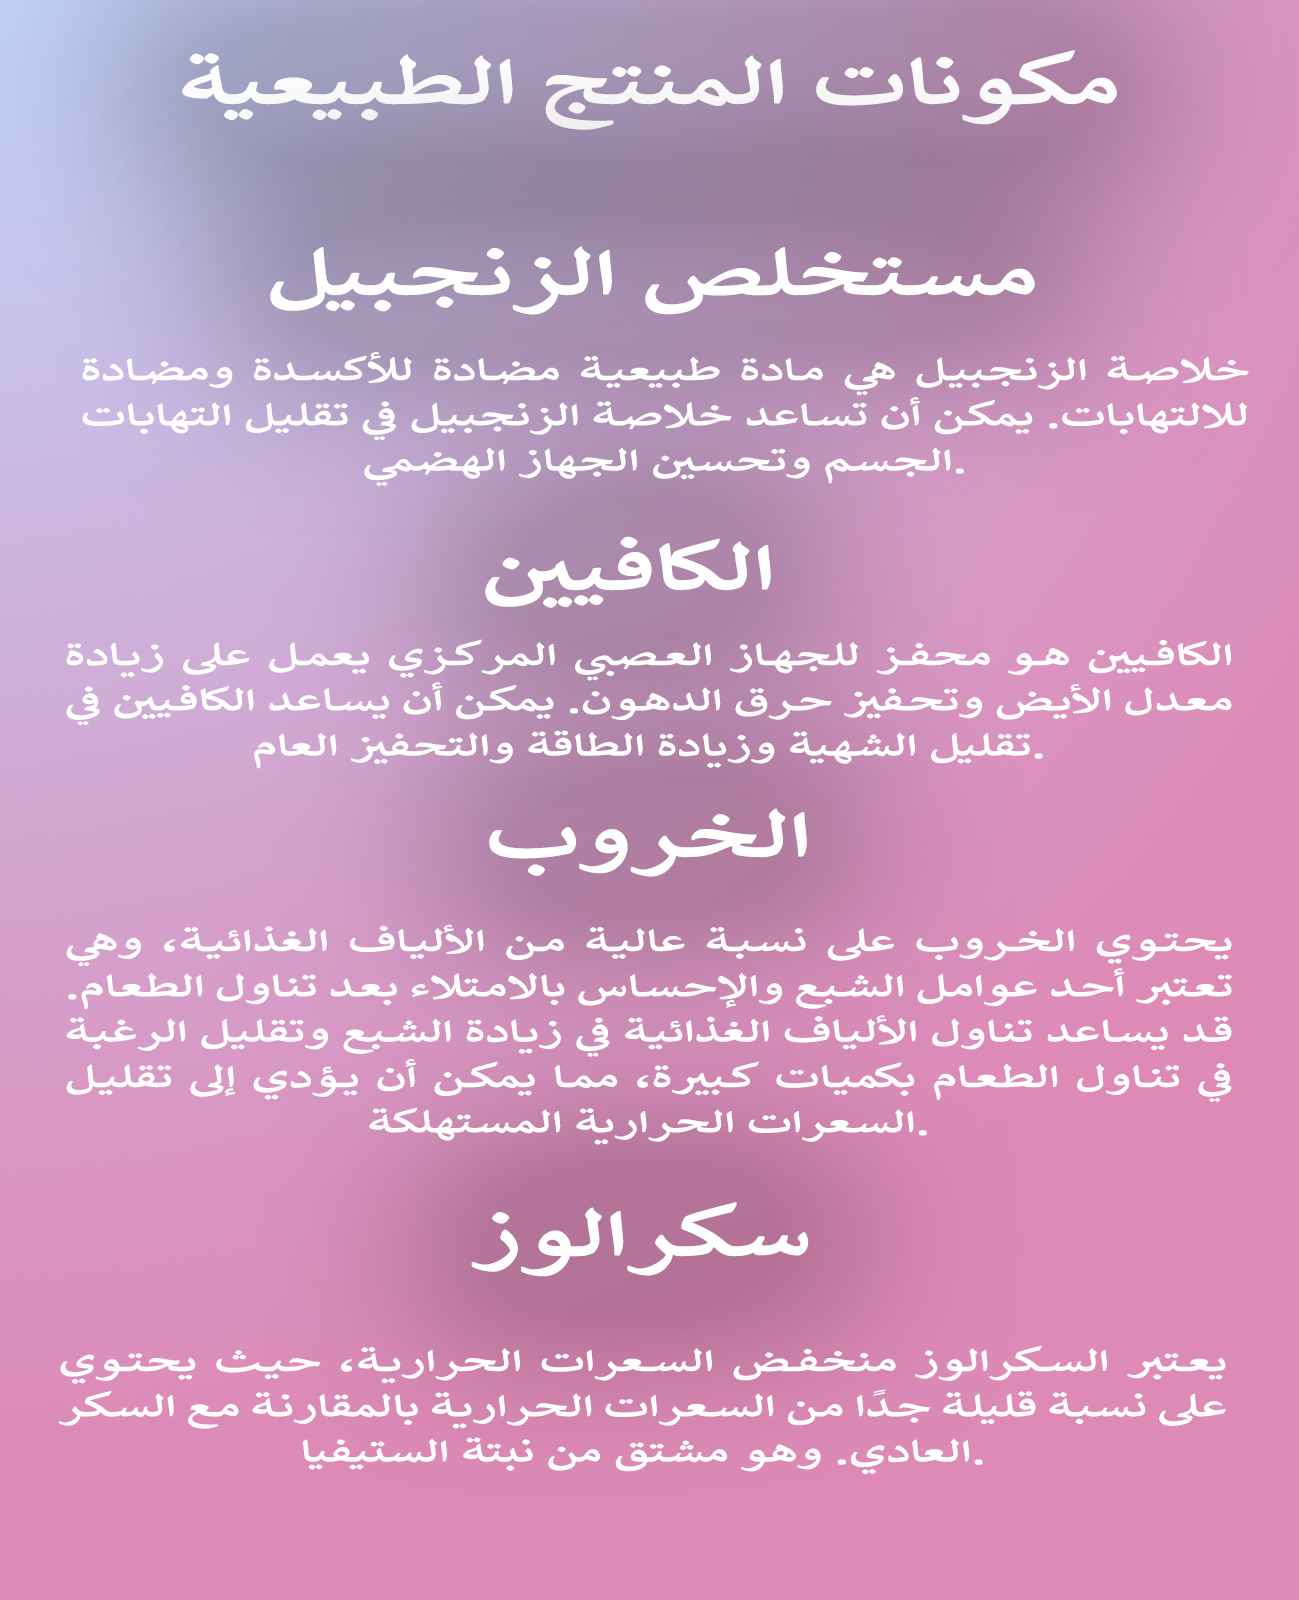 مكونات المنتج الطبيعية
مستخلص الزنجبيل
خلاصة الزنجبيل هي مادة طبيعية مضادة للأكسدة ومضادة
للالتهابات. يمكن أن تساعد خلاصة الزنجبيل في تقليل التهابات
الجسم وتحسين الجهاز الهضمي.
الكافيين
الكافيين هو محفز للجهاز العصبي المركزي يعمل على زيادة
معدل الأيض وتحفيز حرق الدهون. يمكن أن يساعد الكافيين في
تقليل الشهية وزيادة الطاقة والتحفيز العام.
الخروب
يحتوي الخروب على نسبة عالية من الألياف الغذائية، وهي
تعتبر أحد عوامل الشبع والإحساس بالامتلاء بعد تناول الطعام.
قد يساعد تناول الألياف الغذائية في زيادة الشبع وتقليل الرغبة
في تناول الطعام بكميات كبيرة، مما يمكن أن يؤدي إلى تقليل
السعرات الحرارية المستهلكة.
سكرالوز
يعتبر السكرالوز منخفض السعرات الحرارية، حيث يحتوي
على نسبة قليلة جدًا من السعرات الحرارية بالمقارنة مع السكر
العادي. وهو مشتق من نبتة الستيفيا.